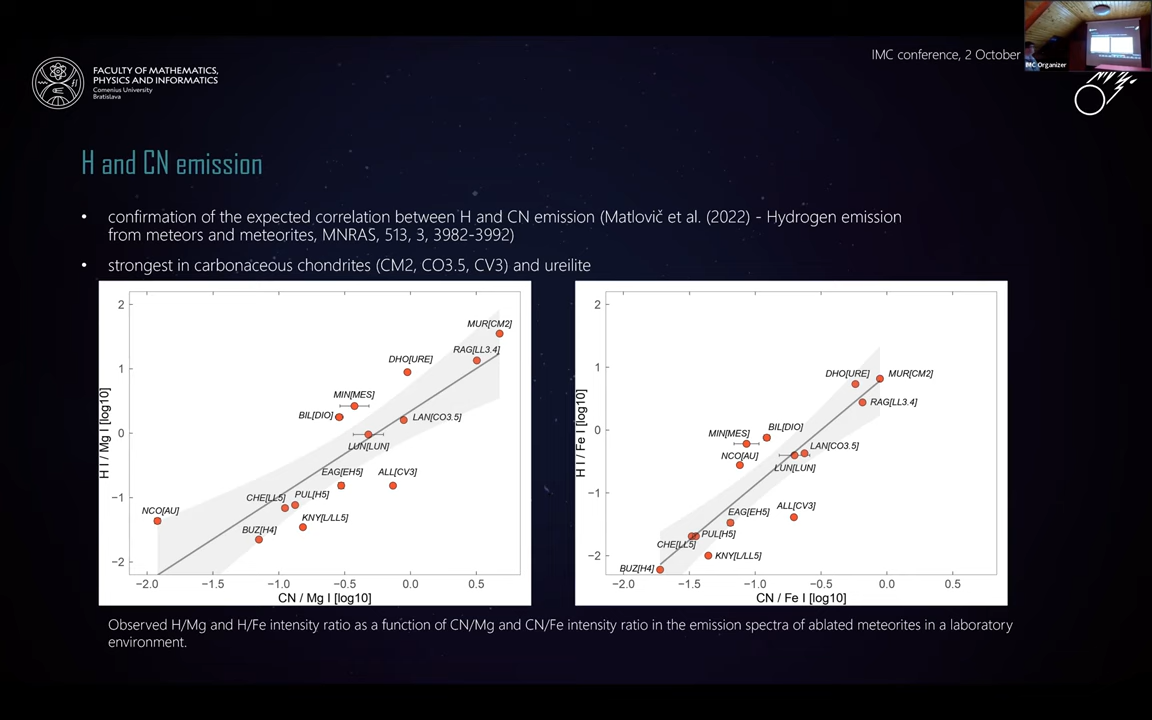 IMC conference, 2 October
IMC Organizer
FACULTY OF MATHEMATICS,
PHYSICS AND INFORMATICS
Comenius University
Bratislava
H and CN emission
• confirmation of the expected correlation between H and CN emission (Matlovič et al. (2022) - Hydrogen emission
from meteors and meteorites, MNRAS, 513, 3, 3982-3992)
• strongest in carbonaceous chondrites (CM2, CO3.5, CV3) and ureilite
H I / Mg I [log10]
2
1
0
−1
−2
MUR[CM2]
RAG[LL3.4]
DHO[URE]
MIN[MES]
BIL[DIO]
LAN[CO3.5]
LUN[LUN]
EAG[EH5]
ALL[CV3]
CHE[LL5]
PUL[H5]
NCO[AU]
KNY[L/LL5]
BUZ[H4]
−2.0 −1.5 −1.0 −0.5 0.0 0.5
CN / Mg I [log10]
H I / Fe I [log10]
2
1
0
−1
−2
DHO[URE]
MUR[CM2]
RAG[LL3.4]
BIL[DIO]
MIN[MES]
LAN[CO3.5]
NCO[AU]
LUN[LUN]
ALL[CV3]
EAG[EH5]
PUL[H5]
CHE[LL5]
KNY[L/LL5]
BUZ[H4]
−2.0 −1.5 −1.0 −0.5 0.0 0.5
CN / Fe I [log10]
Observed H/Mg and H/Fe intensity ratio as a function of CN/Mg and CN/Fe intensity ratio in the emission spectra of ablated meteorites in a laboratory
environment.